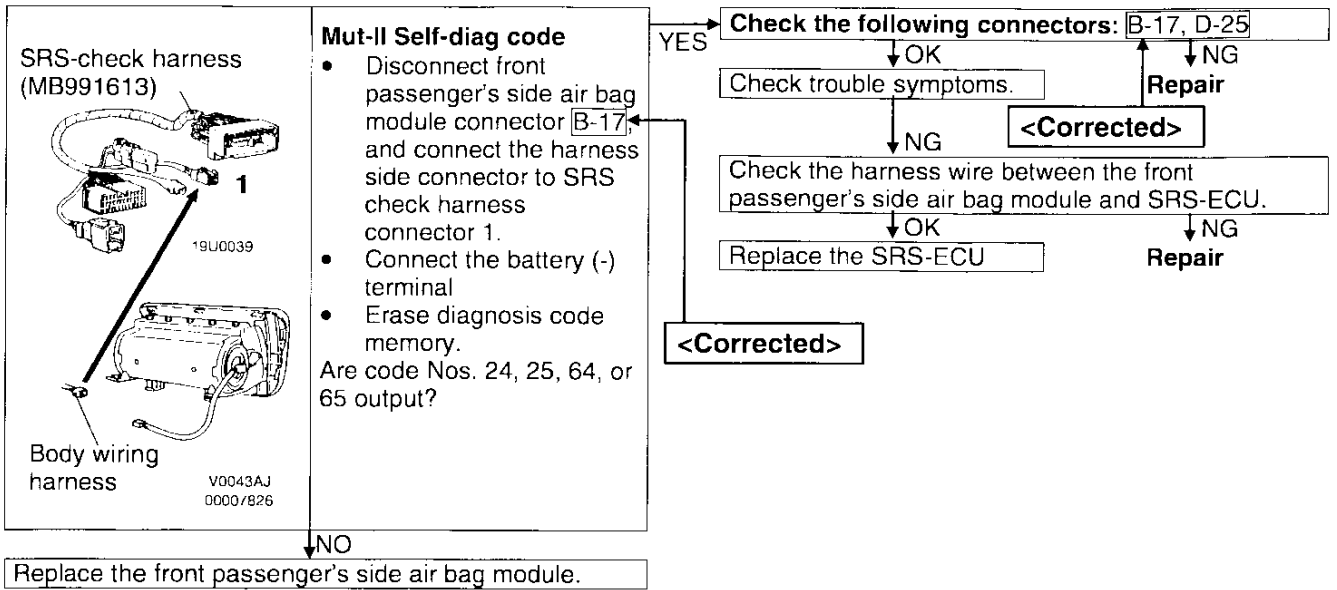 SRS-check harness
(MB991613)
1
19U0039
Body wiring
harness
V0043AJ
00007826
Mut-II Self-diag code
• Disconnect front
passenger's side air bag
module connector B-17,
and connect the harness
side connector to SRS
check harness
connector 1.
• Connect the battery (-)
terminal
• Erase diagnosis code
memory.
Are code Nos. 24, 25, 64, or
65 output?
NO
Replace the front passenger's side air bag module.
YES
Check the following connectors: B-17, D-25
OK
NG
Check trouble symptoms.
Repair
<Corrected>
NG
Check the harness wire between the front
passenger's side air bag module and SRS-ECU.
OK
NG
Replace the SRS-ECU
Repair
<Corrected>